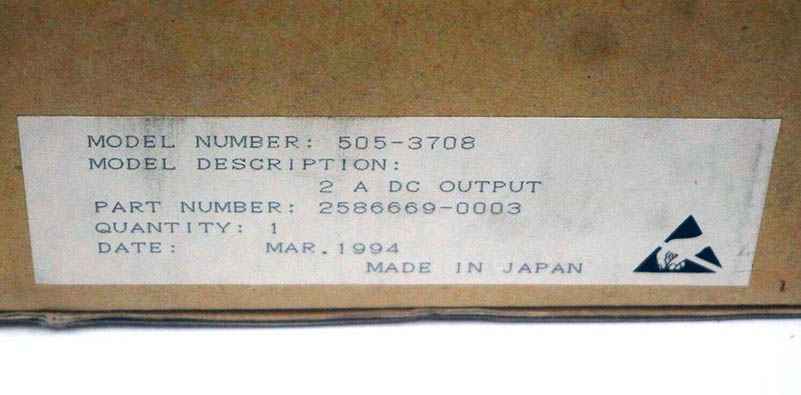 MODEL NUMBER: 505-3708
MODEL DESCRIPTION:
2 A DC OUTPUT
PART NUMBER: 2586669-0003
QUANTITY: 1
DATE: MAR.1994
MADE IN JAPAN